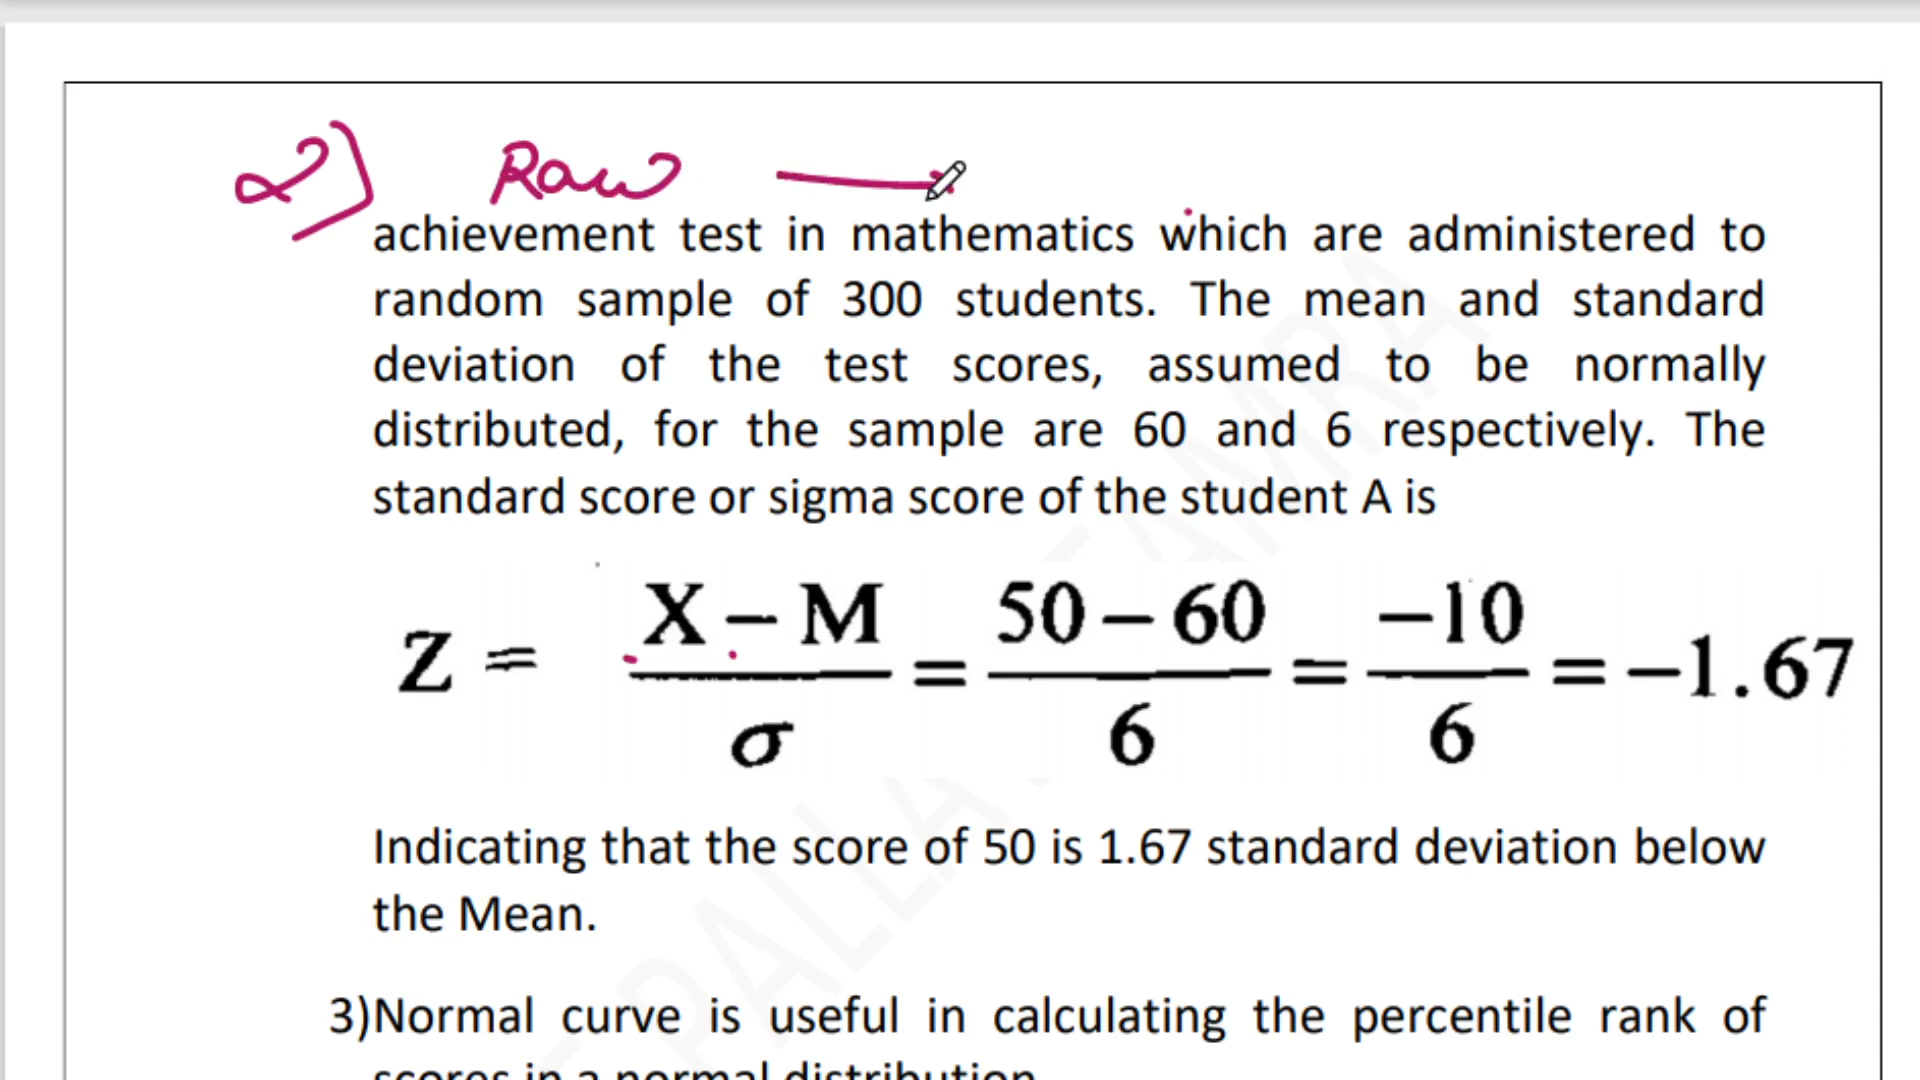 2) Raw
achievement test in mathematics which are administered to
random sample of 300 students. The mean and standard
deviation of the test scores, assumed to be normally
distributed, for the sample are 60 and 6 respectively. The
standard score or sigma score of the student A is
Z = X – M / σ = 50 – 60 / 6 = –10 / 6 = –1.67
Indicating that the score of 50 is 1.67 standard deviation below
the Mean.
3)Normal curve is useful in calculating the percentile rank of
scores in a normal distribution